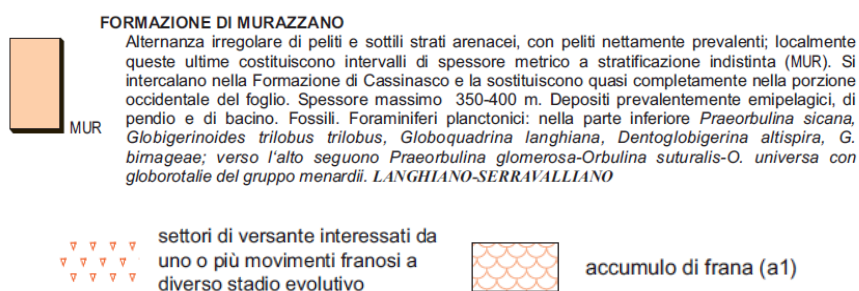 FORMAZIONE DI MURAZZANO
Alternanza irregolare di peliti e sottili strati arenacei, con peliti nettamente prevalenti; localmente
queste ultime costituiscono intervalli di spessore metrico a stratificazione indistinta (MUR). Si
intercalano nella Formazione di Cassinasco e la sostituiscono quasi completamente nella porzione
occidentale del foglio. Spessore massimo 350-400 m. Depositi prevalentemente emipelagici, di
pendio e di bacino. Fossili. Foraminiferi planctonici: nella parte inferiore Praeorbulina sicana,
Globigerinoides trilobus trilobus, Globoquadrina langhiana, Dentoglobigerina altispira, G.
bimageae; verso l'alto seguono Praeorbulina glomerosa-Orbulina suturalis-O. universa con
globorotalie del gruppo menardii. LANGHIANO-SERRAVALLIANO
MUR
settori di versante interessati da
uno o più movimenti franosi a
diverso stadio evolutivo
accumulo di frana (a1)